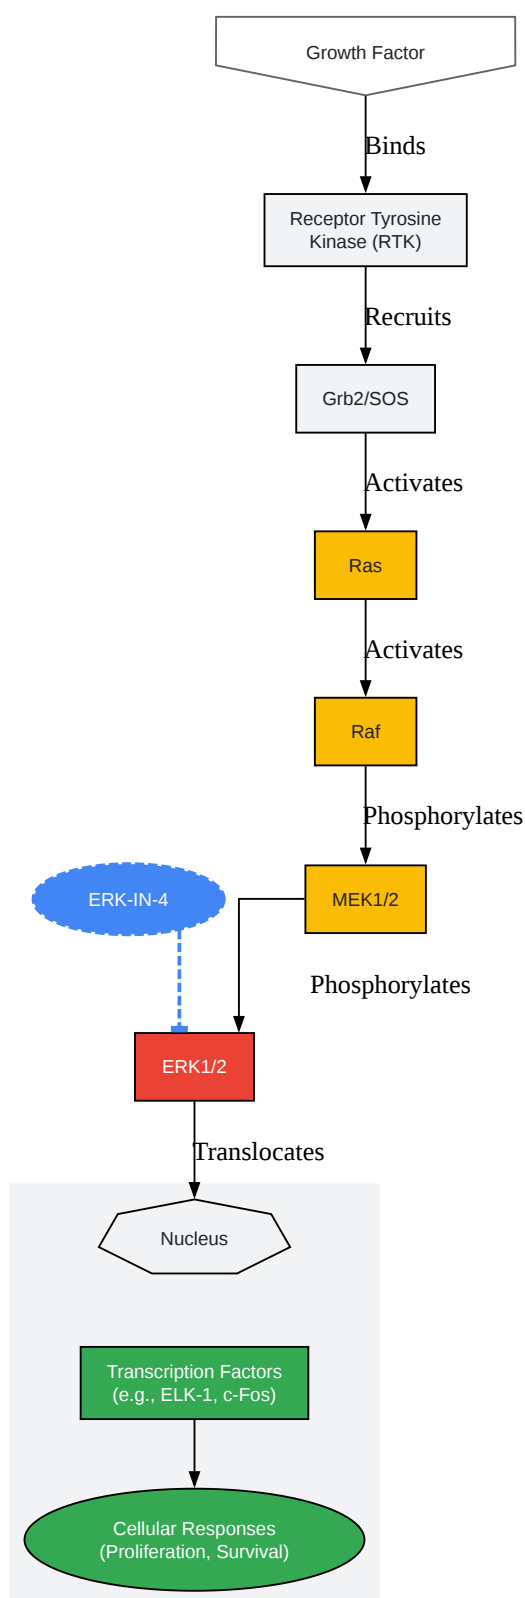 Growth Factor
Binds
Receptor Tyrosine
Kinase (RTK)
Recruits
Grb2/SOS
Activates
Ras
Activates
Raf
Phosphorylates
ERK-IN-4
MEK1/2
Phosphorylates
ERK1/2
Translocates
Nucleus
Transcription Factors
(e.g., ELK-1, c-Fos)
Cellular Responses
(Proliferation, Survival)